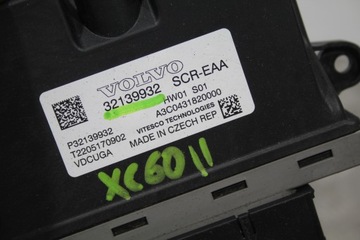 VOLVO
32139932 SCR-EAA
HW01 S01
A3C0431820000
P32139932 VITESCO TECHNOLOGIES
T2205170902 MADE IN CZECH REP
VDCUGA
XC60 II